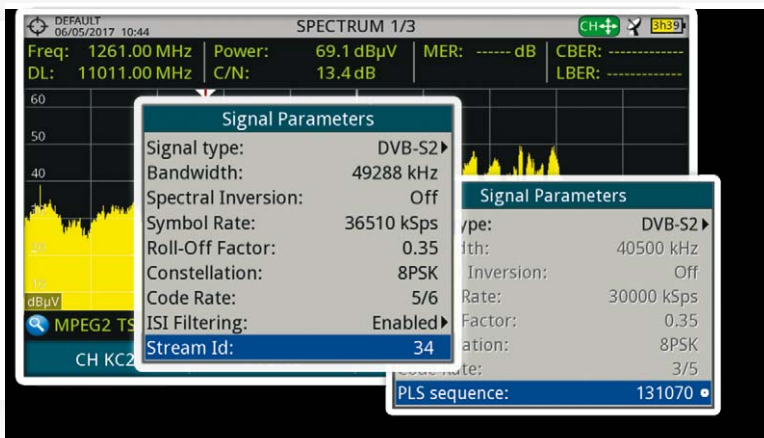 DEFAULT
06/05/2017 10:44
SPECTRUM 1/3
CH
3h39
Freq: 1261.00 MHz Power: 69.1 dBµV MER: ------ dB CBER: -------------
DL: 11011.00 MHz C/N: 13.4 dB LBER: -------------
60
50
40
20
dBµV
MPEG2 TS
CH KC2
Signal Parameters
Signal type: DVB-S2
Bandwidth: 49288 kHz
Spectral Inversion: Off
Symbol Rate: 36510 kSps
Roll-Off Factor: 0.35
Constellation: 8PSK
Code Rate: 5/6
ISI Filtering: Enabled
Stream Id: 34
Signal Parameters
ype: DVB-S2
dth: 40500 kHz
Inversion: Off
Rate: 30000 kSps
Factor: 0.35
ation: 8PSK
Code Rate: 3/5
PLS sequence: 131070